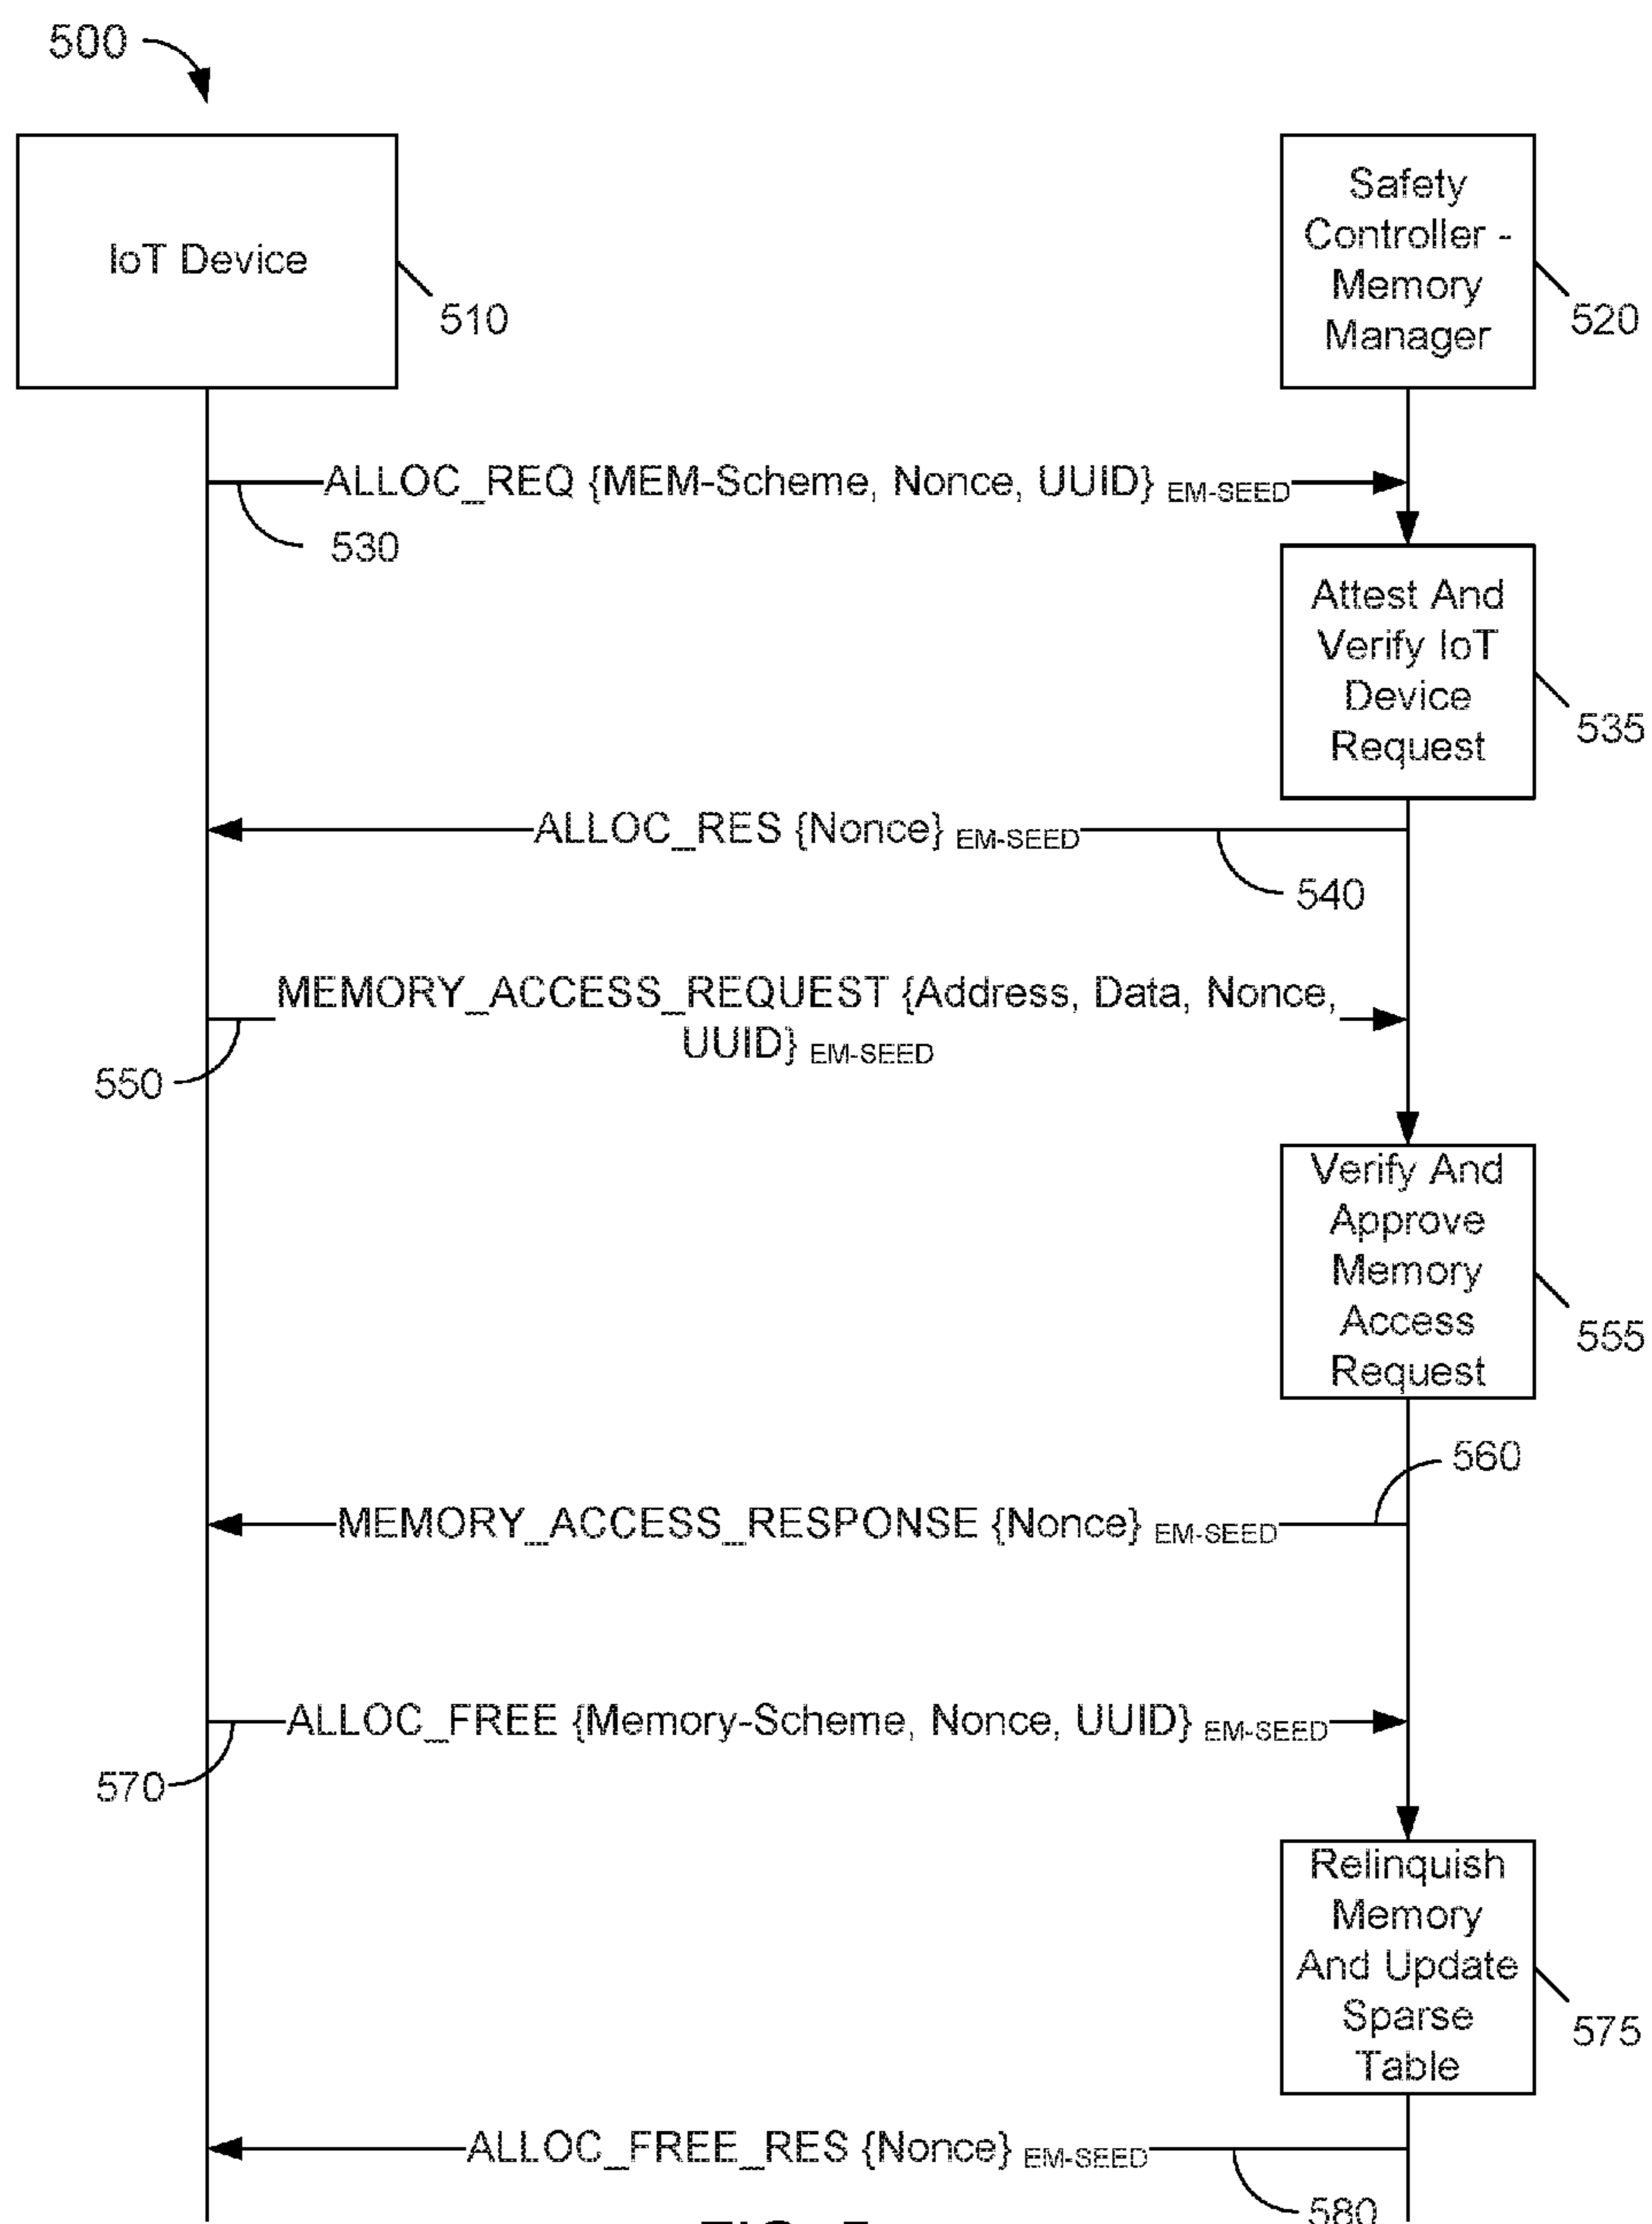 500
IoT Device
510
Safety
Controller -
Memory
Manager
520
ALLOC_REQ {MEM-Scheme, Nonce, UUID} EM-SEED
530
Attest And
Verify IoT
Device
Request
535
ALLOC_RES {Nonce} EM-SEED
540
MEMORY_ACCESS_REQUEST {Address, Data, Nonce,
UUID} EM-SEED
550
Verify And
Approve
Memory
Access
Request
555
560
MEMORY_ACCESS_RESPONSE {Nonce} EM-SEED
ALLOC_FREE {Memory-Scheme, Nonce, UUID} EM-SEED
570
Relinquish
Memory
And Update
Sparse
Table
575
ALLOC_FREE_RES {Nonce} EM-SEED
580